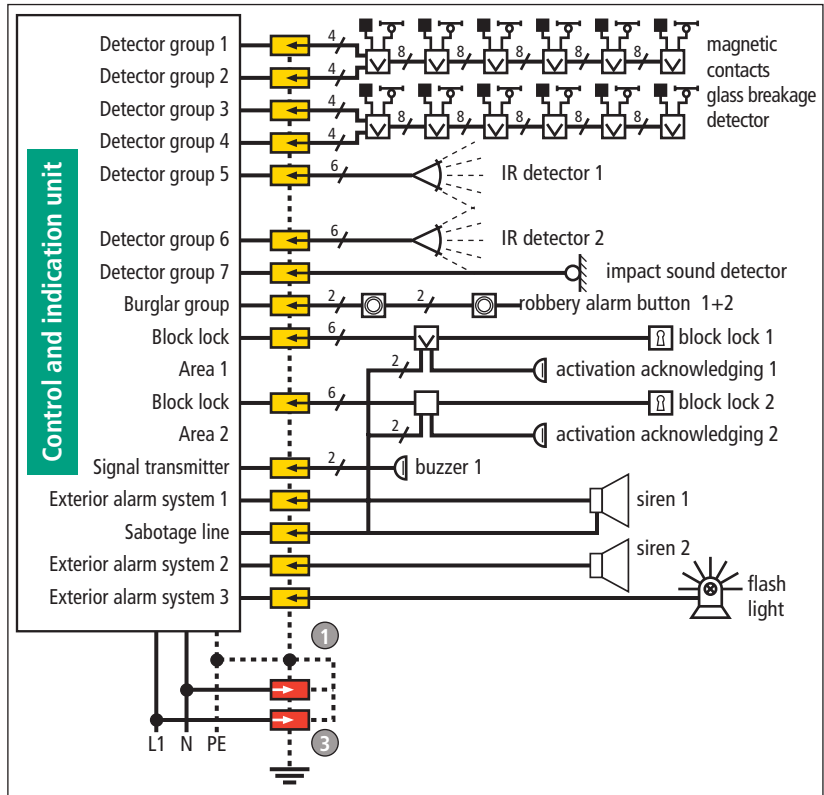 Control and indication unit
Detector group 1
4
8
8
8
8
8
magnetic
contacts
glass breakage
detector
Detector group 2
4
Detector group 3
4
8
8
8
8
8
Detector group 4
4
Detector group 5
6
IR detector 1
Detector group 6
6
IR detector 2
Detector group 7
impact sound detector
Burglar group
2
2
robbery alarm button 1+2
Block lock
6
block lock 1
Area 1
2
activation acknowledging 1
Block lock
6
block lock 2
Area 2
2
activation acknowledging 2
Signal transmitter
2
buzzer 1
Exterior alarm system 1
siren 1
Sabotage line
Exterior alarm system 2
siren 2
Exterior alarm system 3
flash
light
1
3
L1 N PE